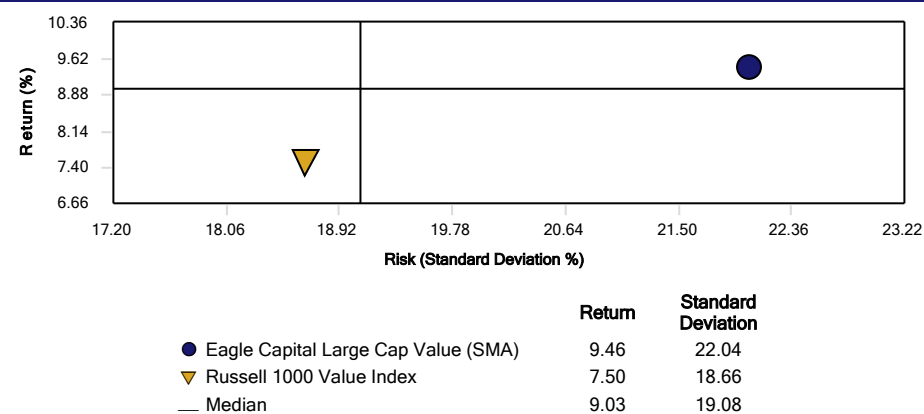 10.36
9.62
8.88
8.14
7.40
6.66
Return (%)
17.20 18.06 18.92 19.78 20.64 21.50 22.36 23.22
Risk (Standard Deviation %)
Return Standard Deviation
Eagle Capital Large Cap Value (SMA) 9.46 22.04
Russell 1000 Value Index 7.50 18.66
Median 9.03 19.08